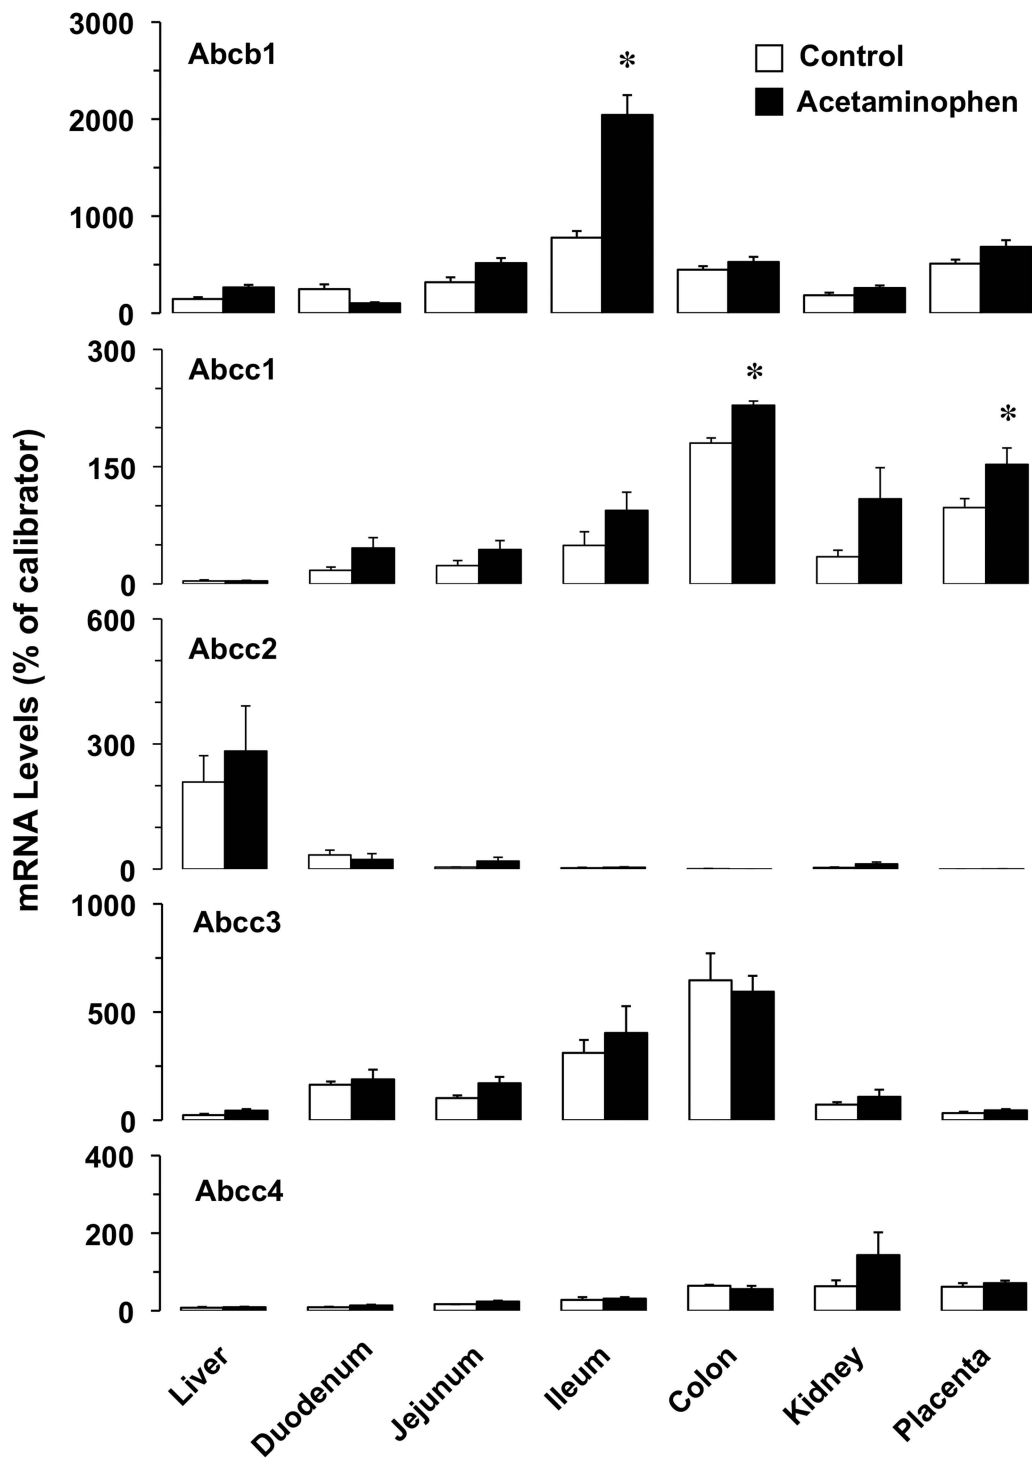 3000
Abcb1
*
Control
Acetaminophen
2000
1000
0
300
Abcc1
*
*
150
0
600
Abcc2
300
0
1000
Abcc3
500
0
400
Abcc4
200
0
mRNA Levels (% of calibrator)
Liver
Duodenum
Jejunum
Ileum
Colon
Kidney
Placenta